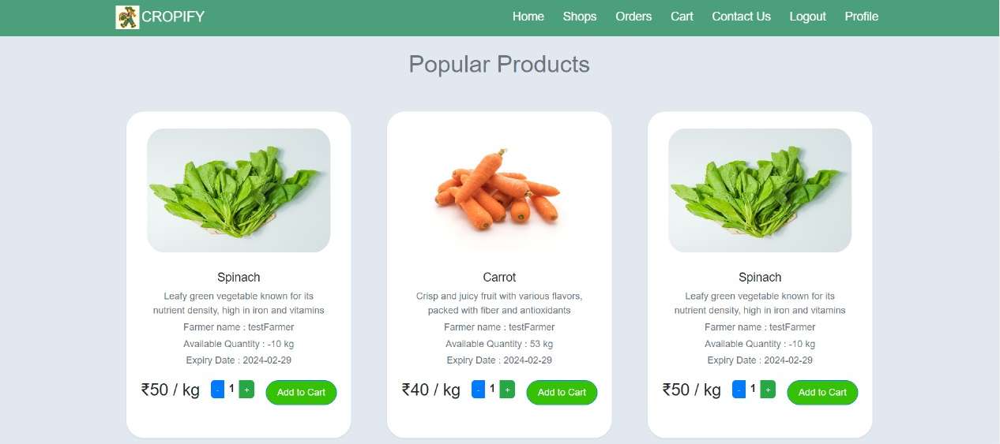 CROPIFY
Home Shops Orders Cart Contact Us Logout Profile
Popular Products
Spinach
Leafy green vegetable known for its
nutrient density, high in iron and vitamins
Farmer name : testFarmer
Available Quantity : -10 kg
Expiry Date : 2024-02-29
₹50 / kg - 1 + Add to Cart
Carrot
Crisp and juicy fruit with various flavors,
packed with fiber and antioxidants
Farmer name : testFarmer
Available Quantity : 53 kg
Expiry Date : 2024-02-29
₹40 / kg - 1 + Add to Cart
Spinach
Leafy green vegetable known for its
nutrient density, high in iron and vitamins
Farmer name : testFarmer
Available Quantity : -10 kg
Expiry Date : 2024-02-29
₹50 / kg - 1 + Add to Cart